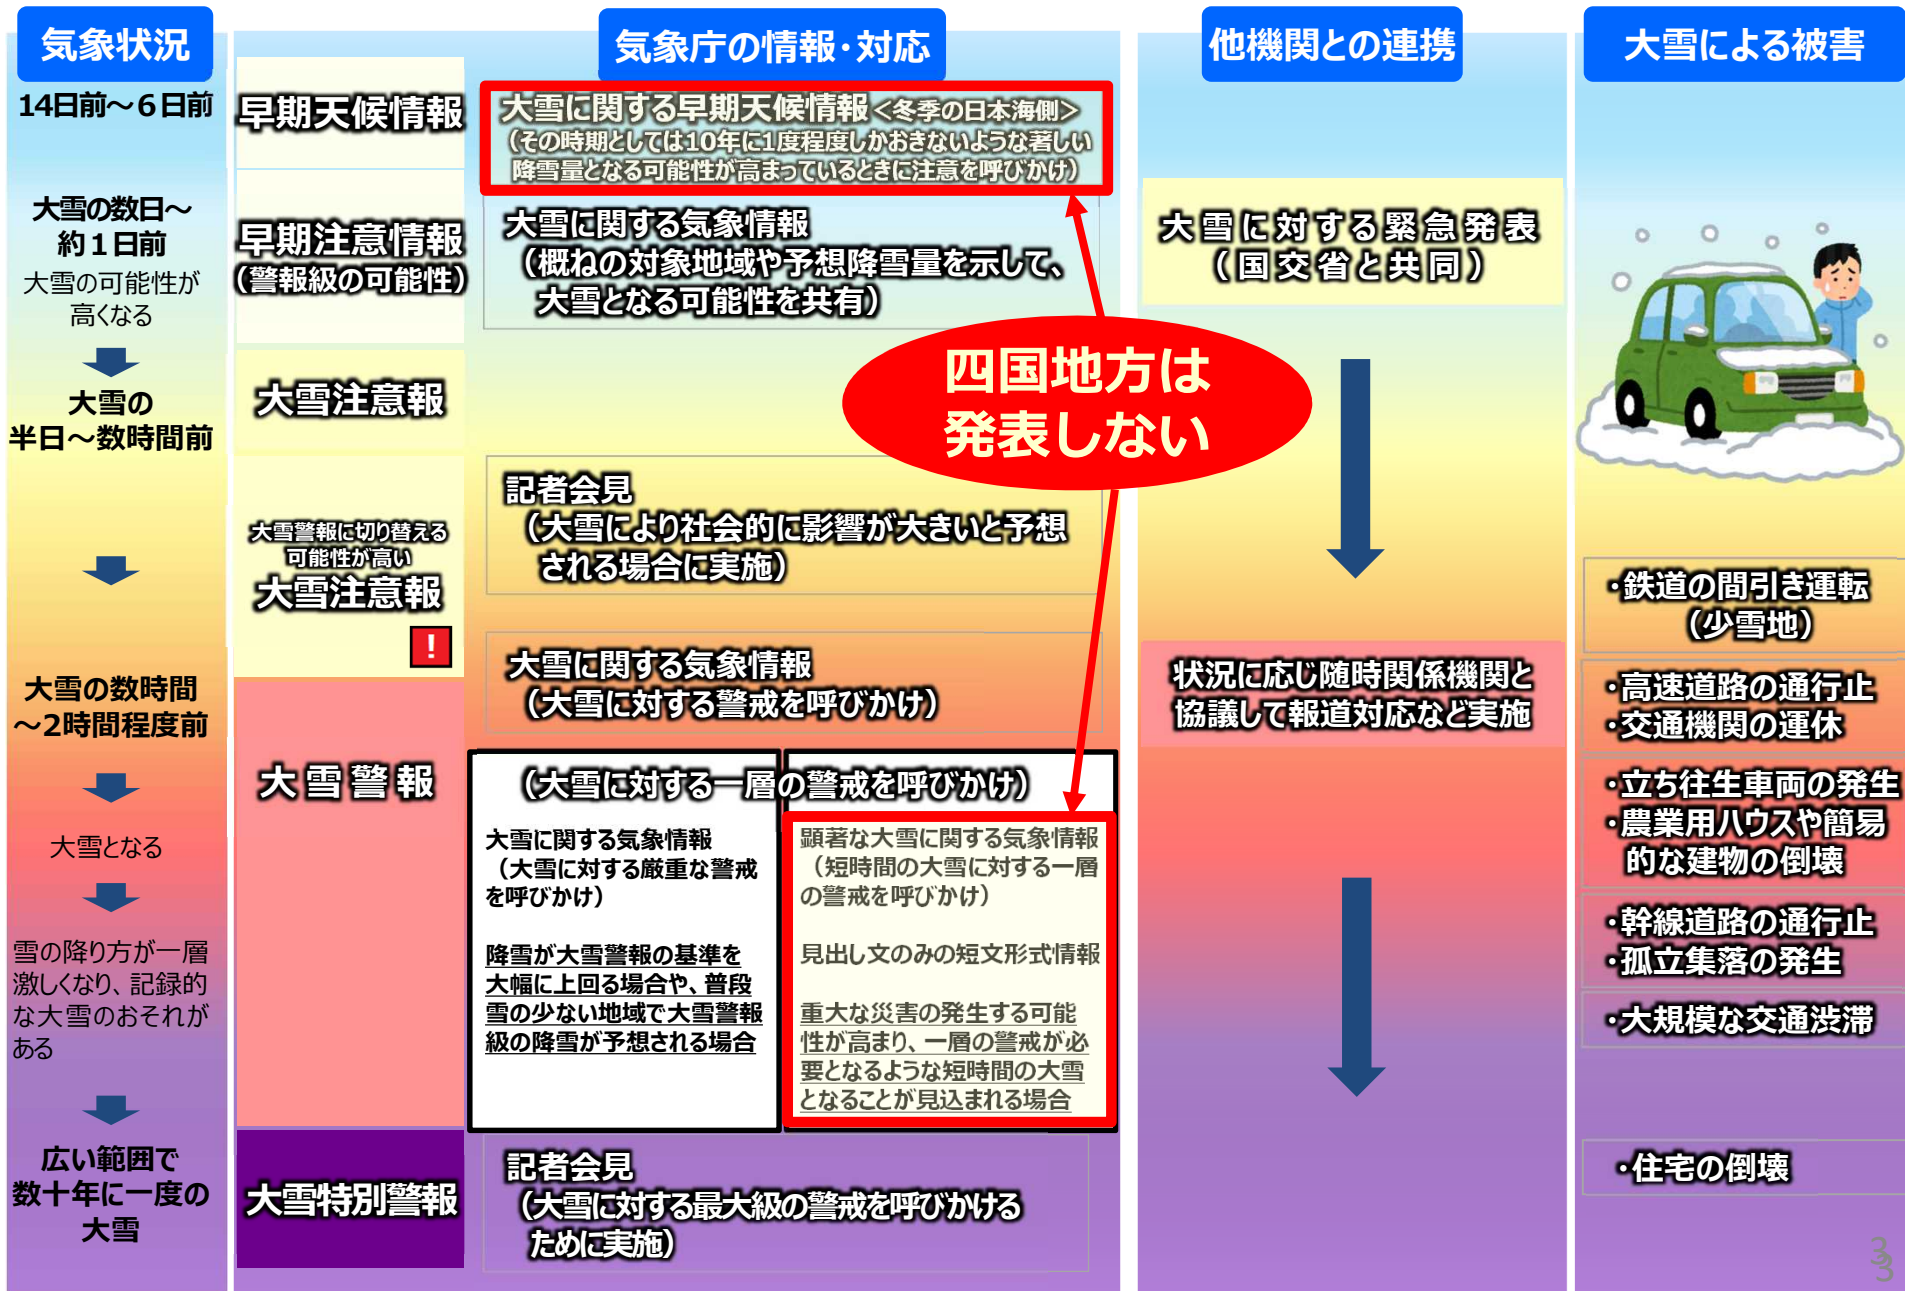 気象状況
14日前～6日前
大雪の数日～
約１日前
大雪の可能性が
高くなる
大雪の
半日～数時間前
大雪の数時間
～2時間程度前
大雪となる
雪の降り方が一層
激しくなり、記録的
な大雪のおそれが
ある
広い範囲で
数十年に一度の
大雪
気象庁の情報・対応
早期天候情報
大雪に関する早期天候情報＜冬季の日本海側＞
（その時期としては10年に1度程度しかおきないような著しい
降雪量となる可能性が高まっているときに注意を呼びかけ）
早期注意情報
（警報級の可能性）
大雪に関する気象情報
（概ねの対象地域や予想降雪量を示して、
大雪となる可能性を共有）
四国地方は
発表しない
大雪注意報
大雪警報に切り替える
可能性が高い
大雪注意報
!
記者会見
（大雪により社会的に影響が大きいと予想
される場合に実施）
大雪に関する気象情報
（大雪に対する警戒を呼びかけ）
大雪警報
（大雪に対する一層の警戒を呼びかけ）
大雪に関する気象情報
（大雪に対する厳重な警戒
を呼びかけ）
降雪が大雪警報の基準を
大幅に上回る場合や、普段
雪の少ない地域で大雪警報
級の降雪が予想される場合
顕著な大雪に関する気象情報
（短時間の大雪に対する一層
の警戒を呼びかけ）
見出し文のみの短文形式情報
重大な災害の発生する可能
性が高まり、一層の警戒が必
要となるような短時間の大雪
となることが見込まれる場合
大雪特別警報
記者会見
（大雪に対する最大級の警戒を呼びかける
ために実施）
他機関との連携
大雪に対する緊急発表
（国交省と共同）
状況に応じ随時関係機関と
協議して報道対応など実施
大雪による被害
・鉄道の間引き運転
（少雪地）
・高速道路の通行止
・交通機関の運休
・立ち往生車両の発生
・農業用ハウスや簡易
的な建物の倒壊
・幹線道路の通行止
・孤立集落の発生
・大規模な交通渋滞
・住宅の倒壊
3
3